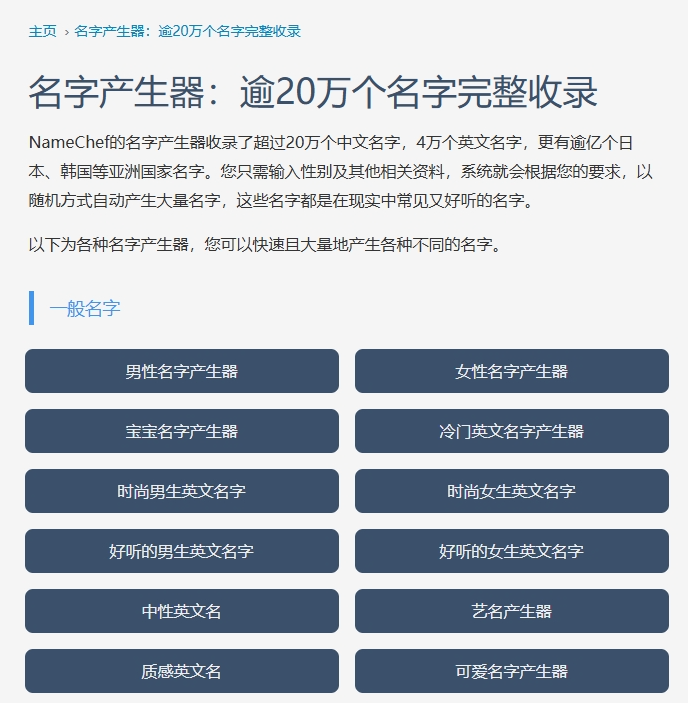 主页 › 名字产生器：逾20万个名字完整收录
名字产生器：逾20万个名字完整收录
NameChef的名字产生器收录了超过20万个中文名字，4万个英文名字，更有逾亿个日
本、韩国等亚洲国家名字。您只需输入性别及其他相关资料，系统就会根据您的要求，以
随机方式自动产生大量名字，这些名字都是在现实中常见又好听的名字。
以下为各种名字产生器，您可以快速且大量地产生各种不同的名字。
一般名字
男性名字产生器
女性名字产生器
宝宝名字产生器
冷门英文名字产生器
时尚男生英文名字
时尚女生英文名字
好听的男生英文名字
好听的女生英文名字
中性英文名
艺名产生器
质感英文名
可爱名字产生器